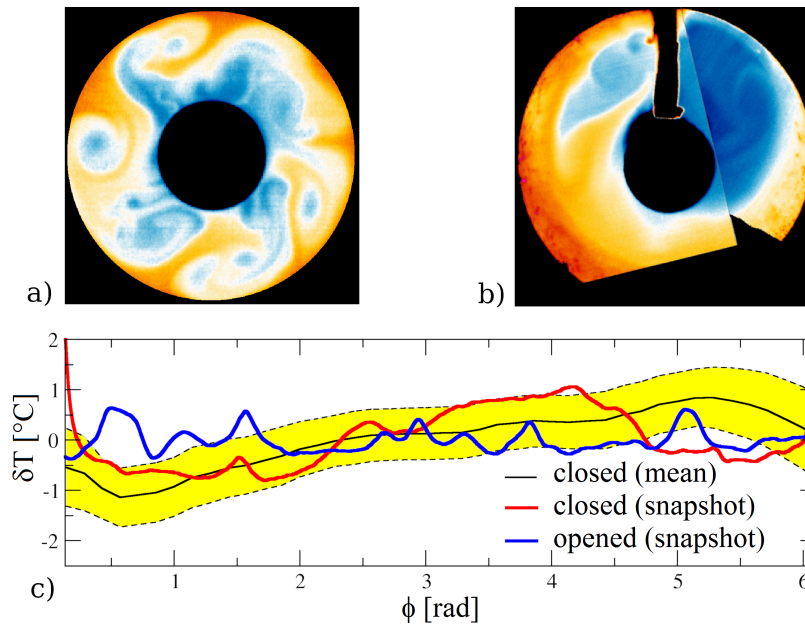 a)
b)
2
1
0
-1
-2
δT [°C]
closed (mean)
closed (snapshot)
opened (snapshot)
c)
1
2
3
4
5
6
ϕ [rad]